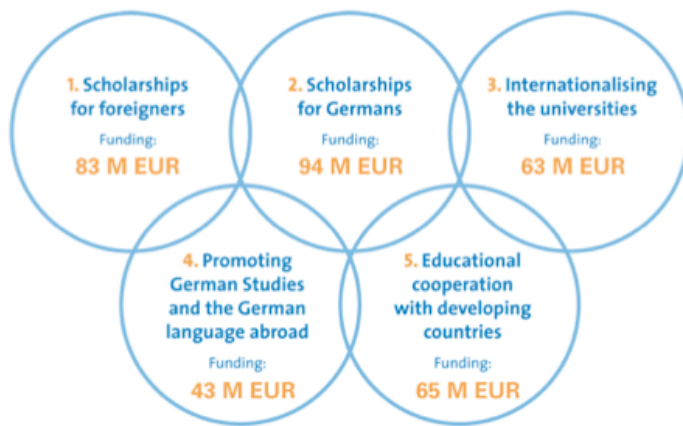 1. Scholarships
for foreigners
Funding:
83 M EUR
2. Scholarships
for Germans
Funding:
94 M EUR
3. Internationalising
the universities
Funding:
63 M EUR
4. Promoting
German Studies
and the German
language abroad
Funding:
43 M EUR
5. Educational
cooperation
with developing
countries
Funding:
65 M EUR